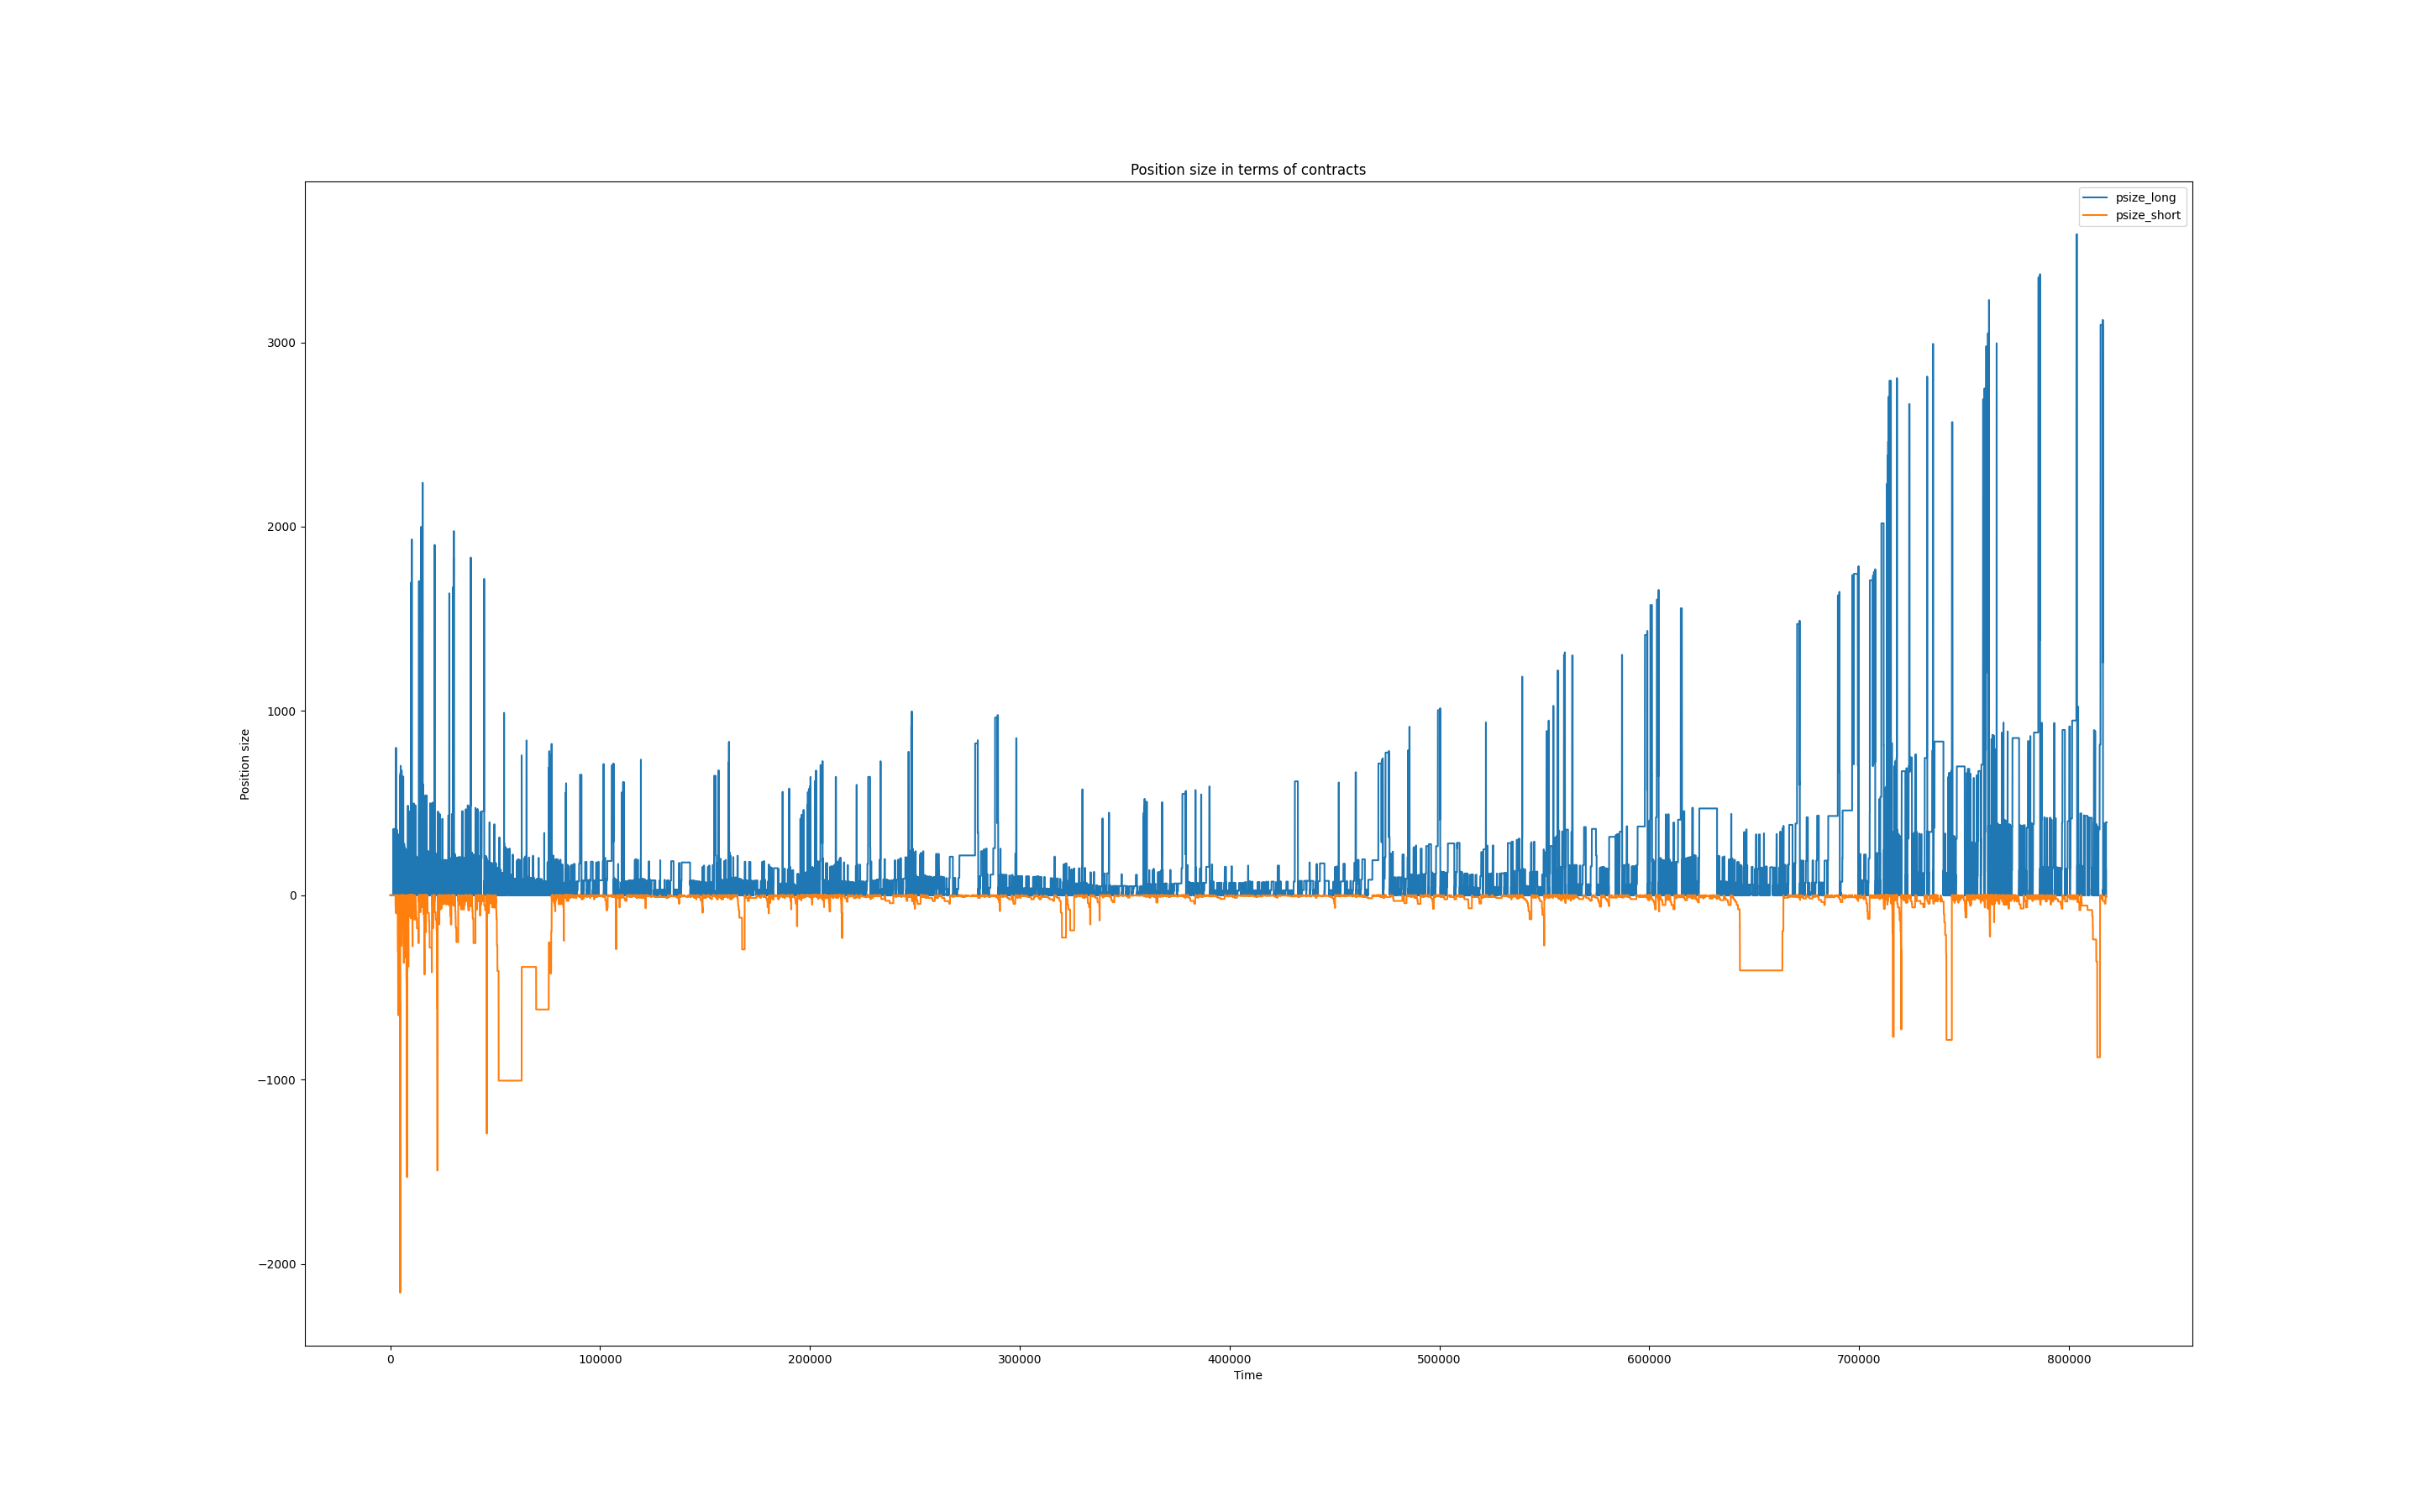 Position size in terms of contracts
psize_long
psize_short
3000
2000
1000
0
−1000
−2000
Position size
0 100000 200000 300000 400000 500000 600000 700000 800000
Time